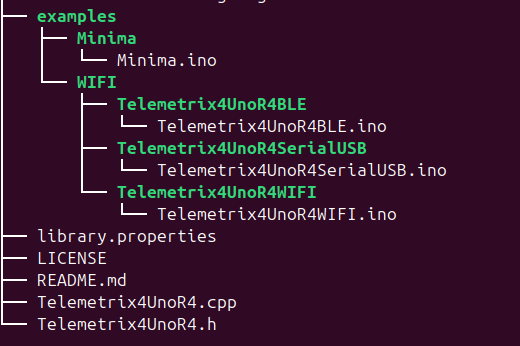 examples
Minima
Minima.ino
WIFI
Telemetrix4UnoR4BLE
Telemetrix4UnoR4BLE.ino
Telemetrix4UnoR4SerialUSB
Telemetrix4UnoR4SerialUSB.ino
Telemetrix4UnoR4WIFI
Telemetrix4UnoR4WIFI.ino
library.properties
LICENSE
README.md
Telemetrix4UnoR4.cpp
Telemetrix4UnoR4.h